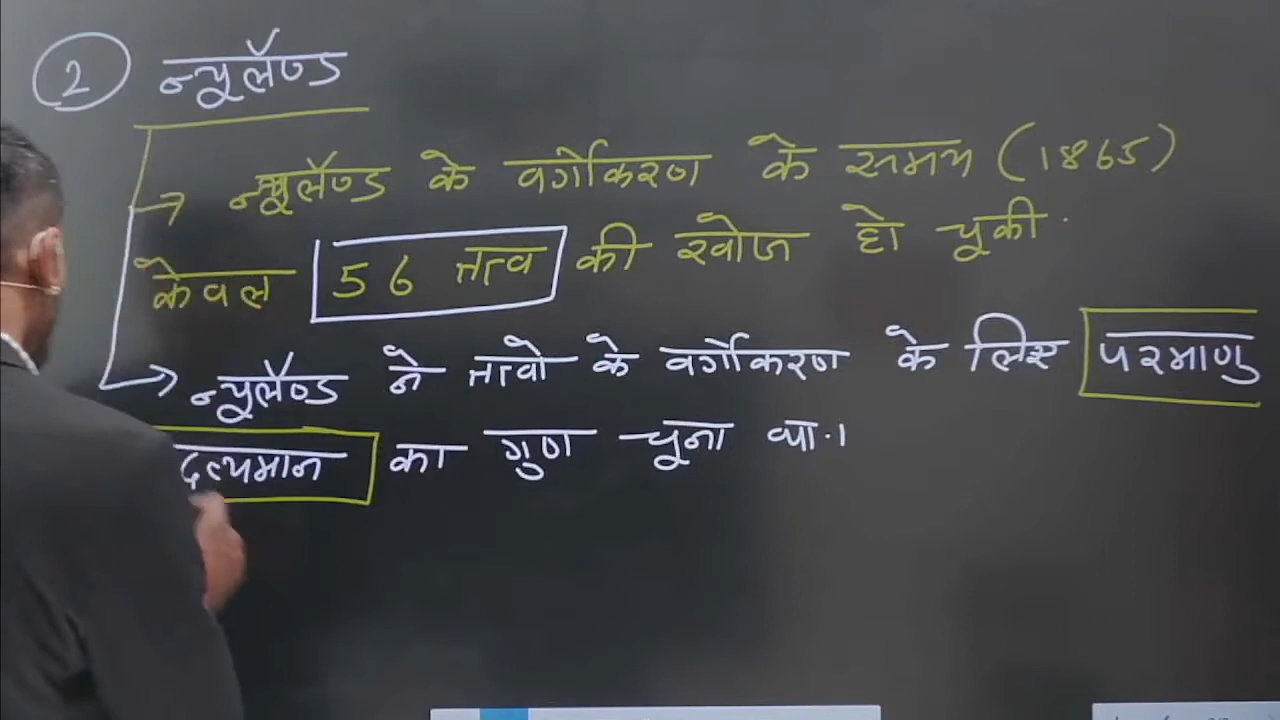 2 न्यूलॅण्ड
→ न्यूलॅण्ड के वर्गीकरण के समय (1865)
केवल 56 तत्व की खोज हो चूकी.
→ न्यूलॅण्ड ने तत्वो के वर्गीकरण के लिए परमाणु
द्रव्यमान का गुण चूना था.।